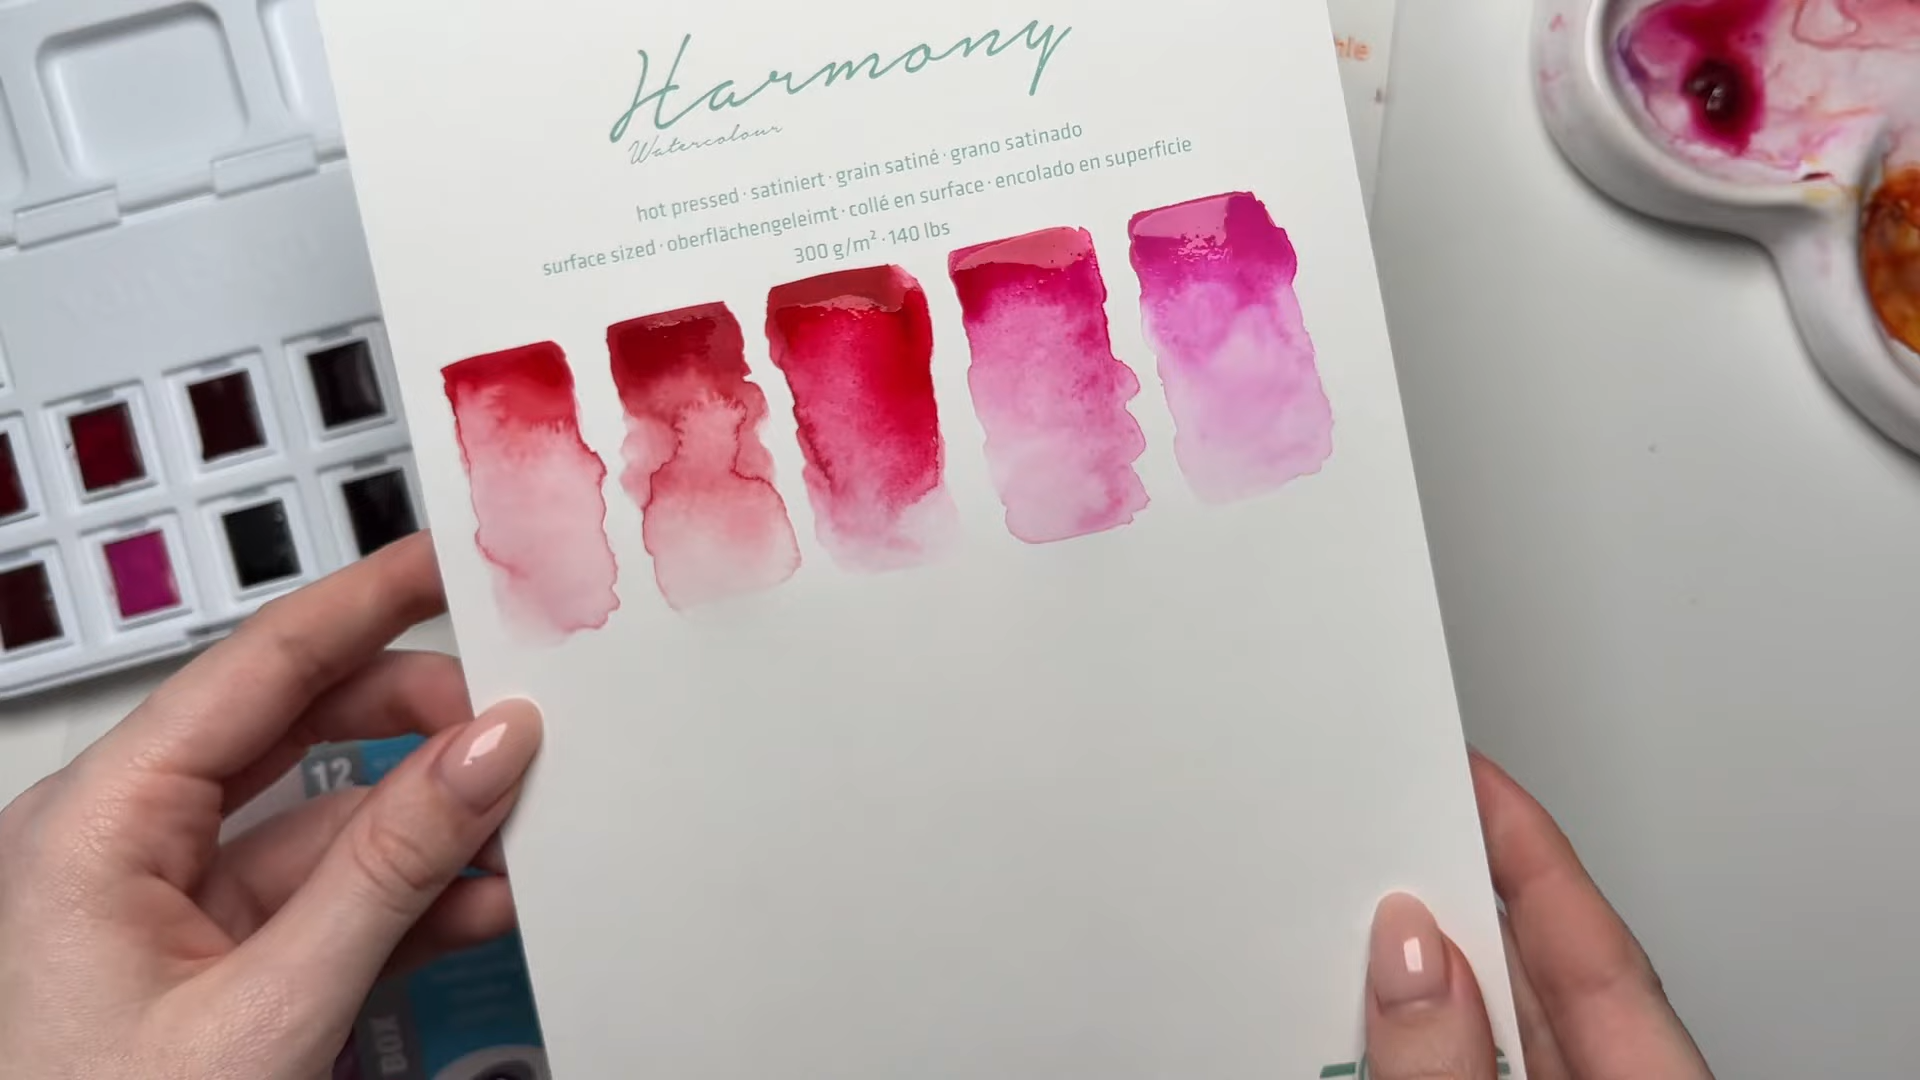 Harmony
Watercolour
hot pressed · satiniert · grain satiné · grano satinado
surface sized · oberflächengeleimt · collé en surface · encolado en superficie
300 g/m² · 140 lbs
12
BOX